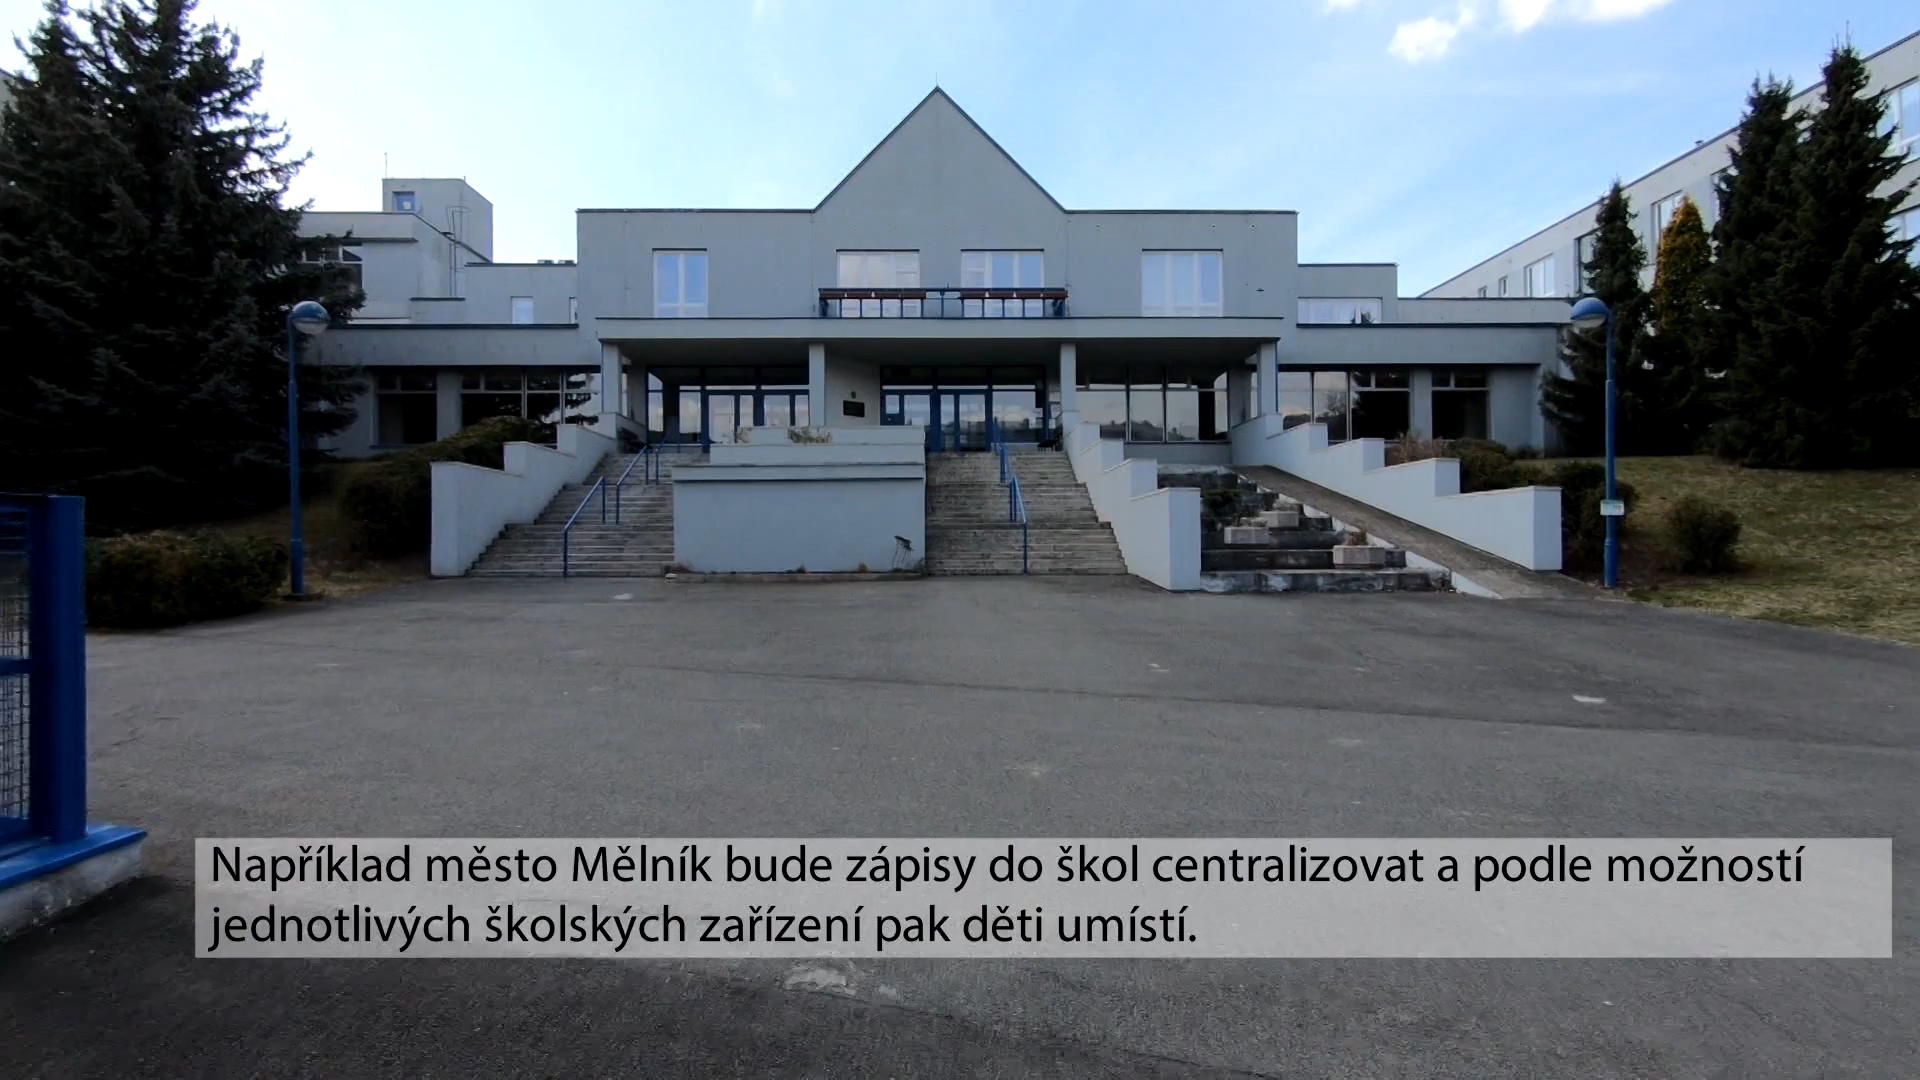 Například město Mělník bude zápisy do škol centralizovat a podle možností
jednotlivých školských zařízení pak děti umístí.